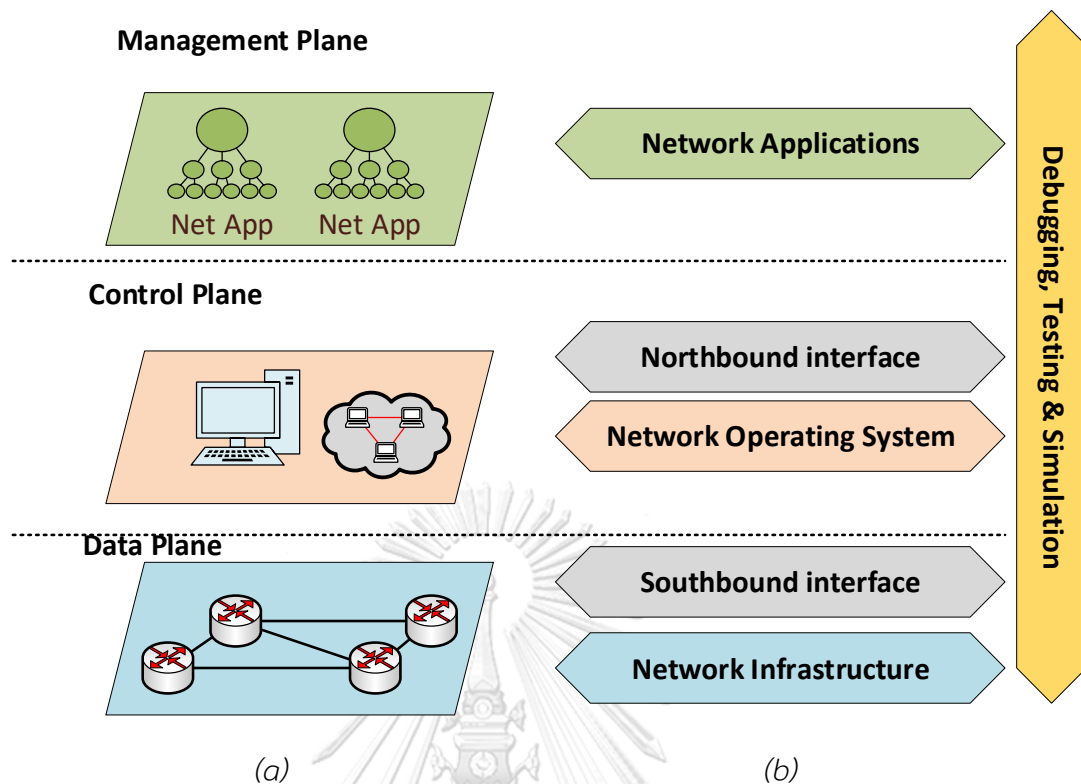 Management Plane
Network Applications
Net App
Net App
Control Plane
Northbound interface
Network Operating System
Data Plane
Southbound interface
Network Infrastructure
Debugging, Testing & Simulation
(a)
(b)